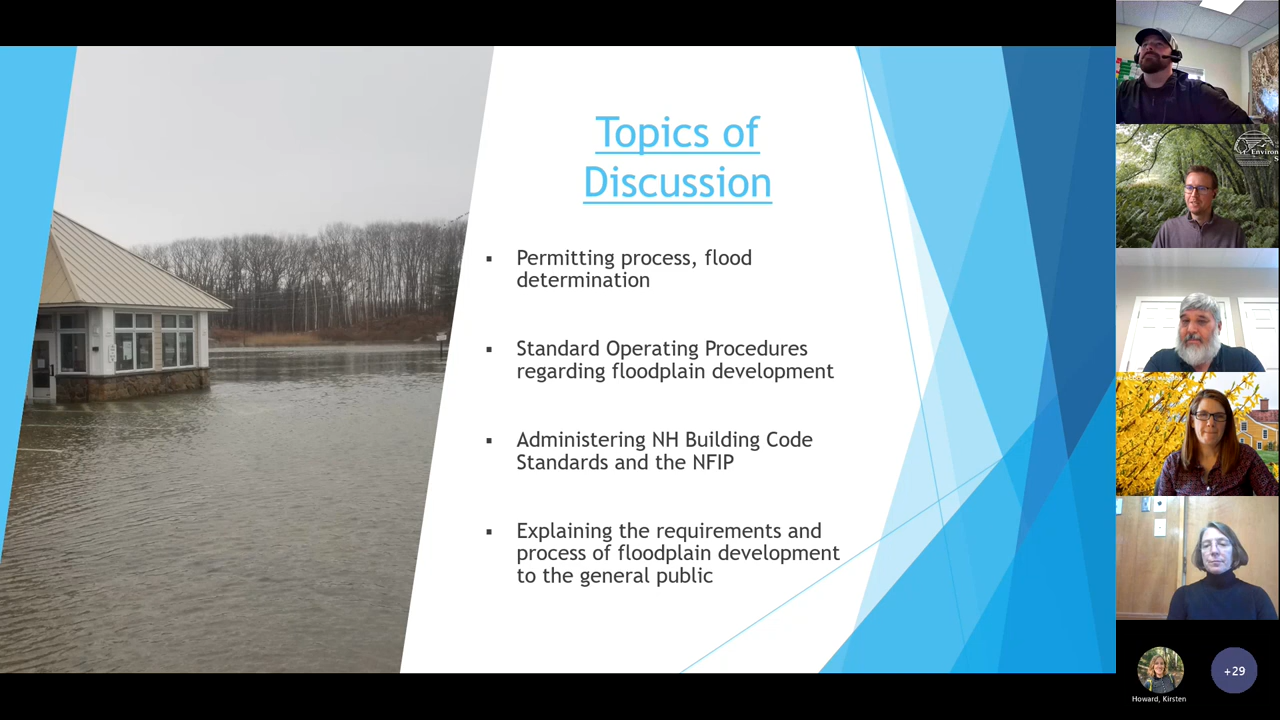 Topics of
Discussion
Permitting process, flood
determination
Standard Operating Procedures
regarding floodplain development
Administering NH Building Code
Standards and the NFIP
Explaining the requirements and
process of floodplain development
to the general public
Environ
S
Howard, Kirsten
+29